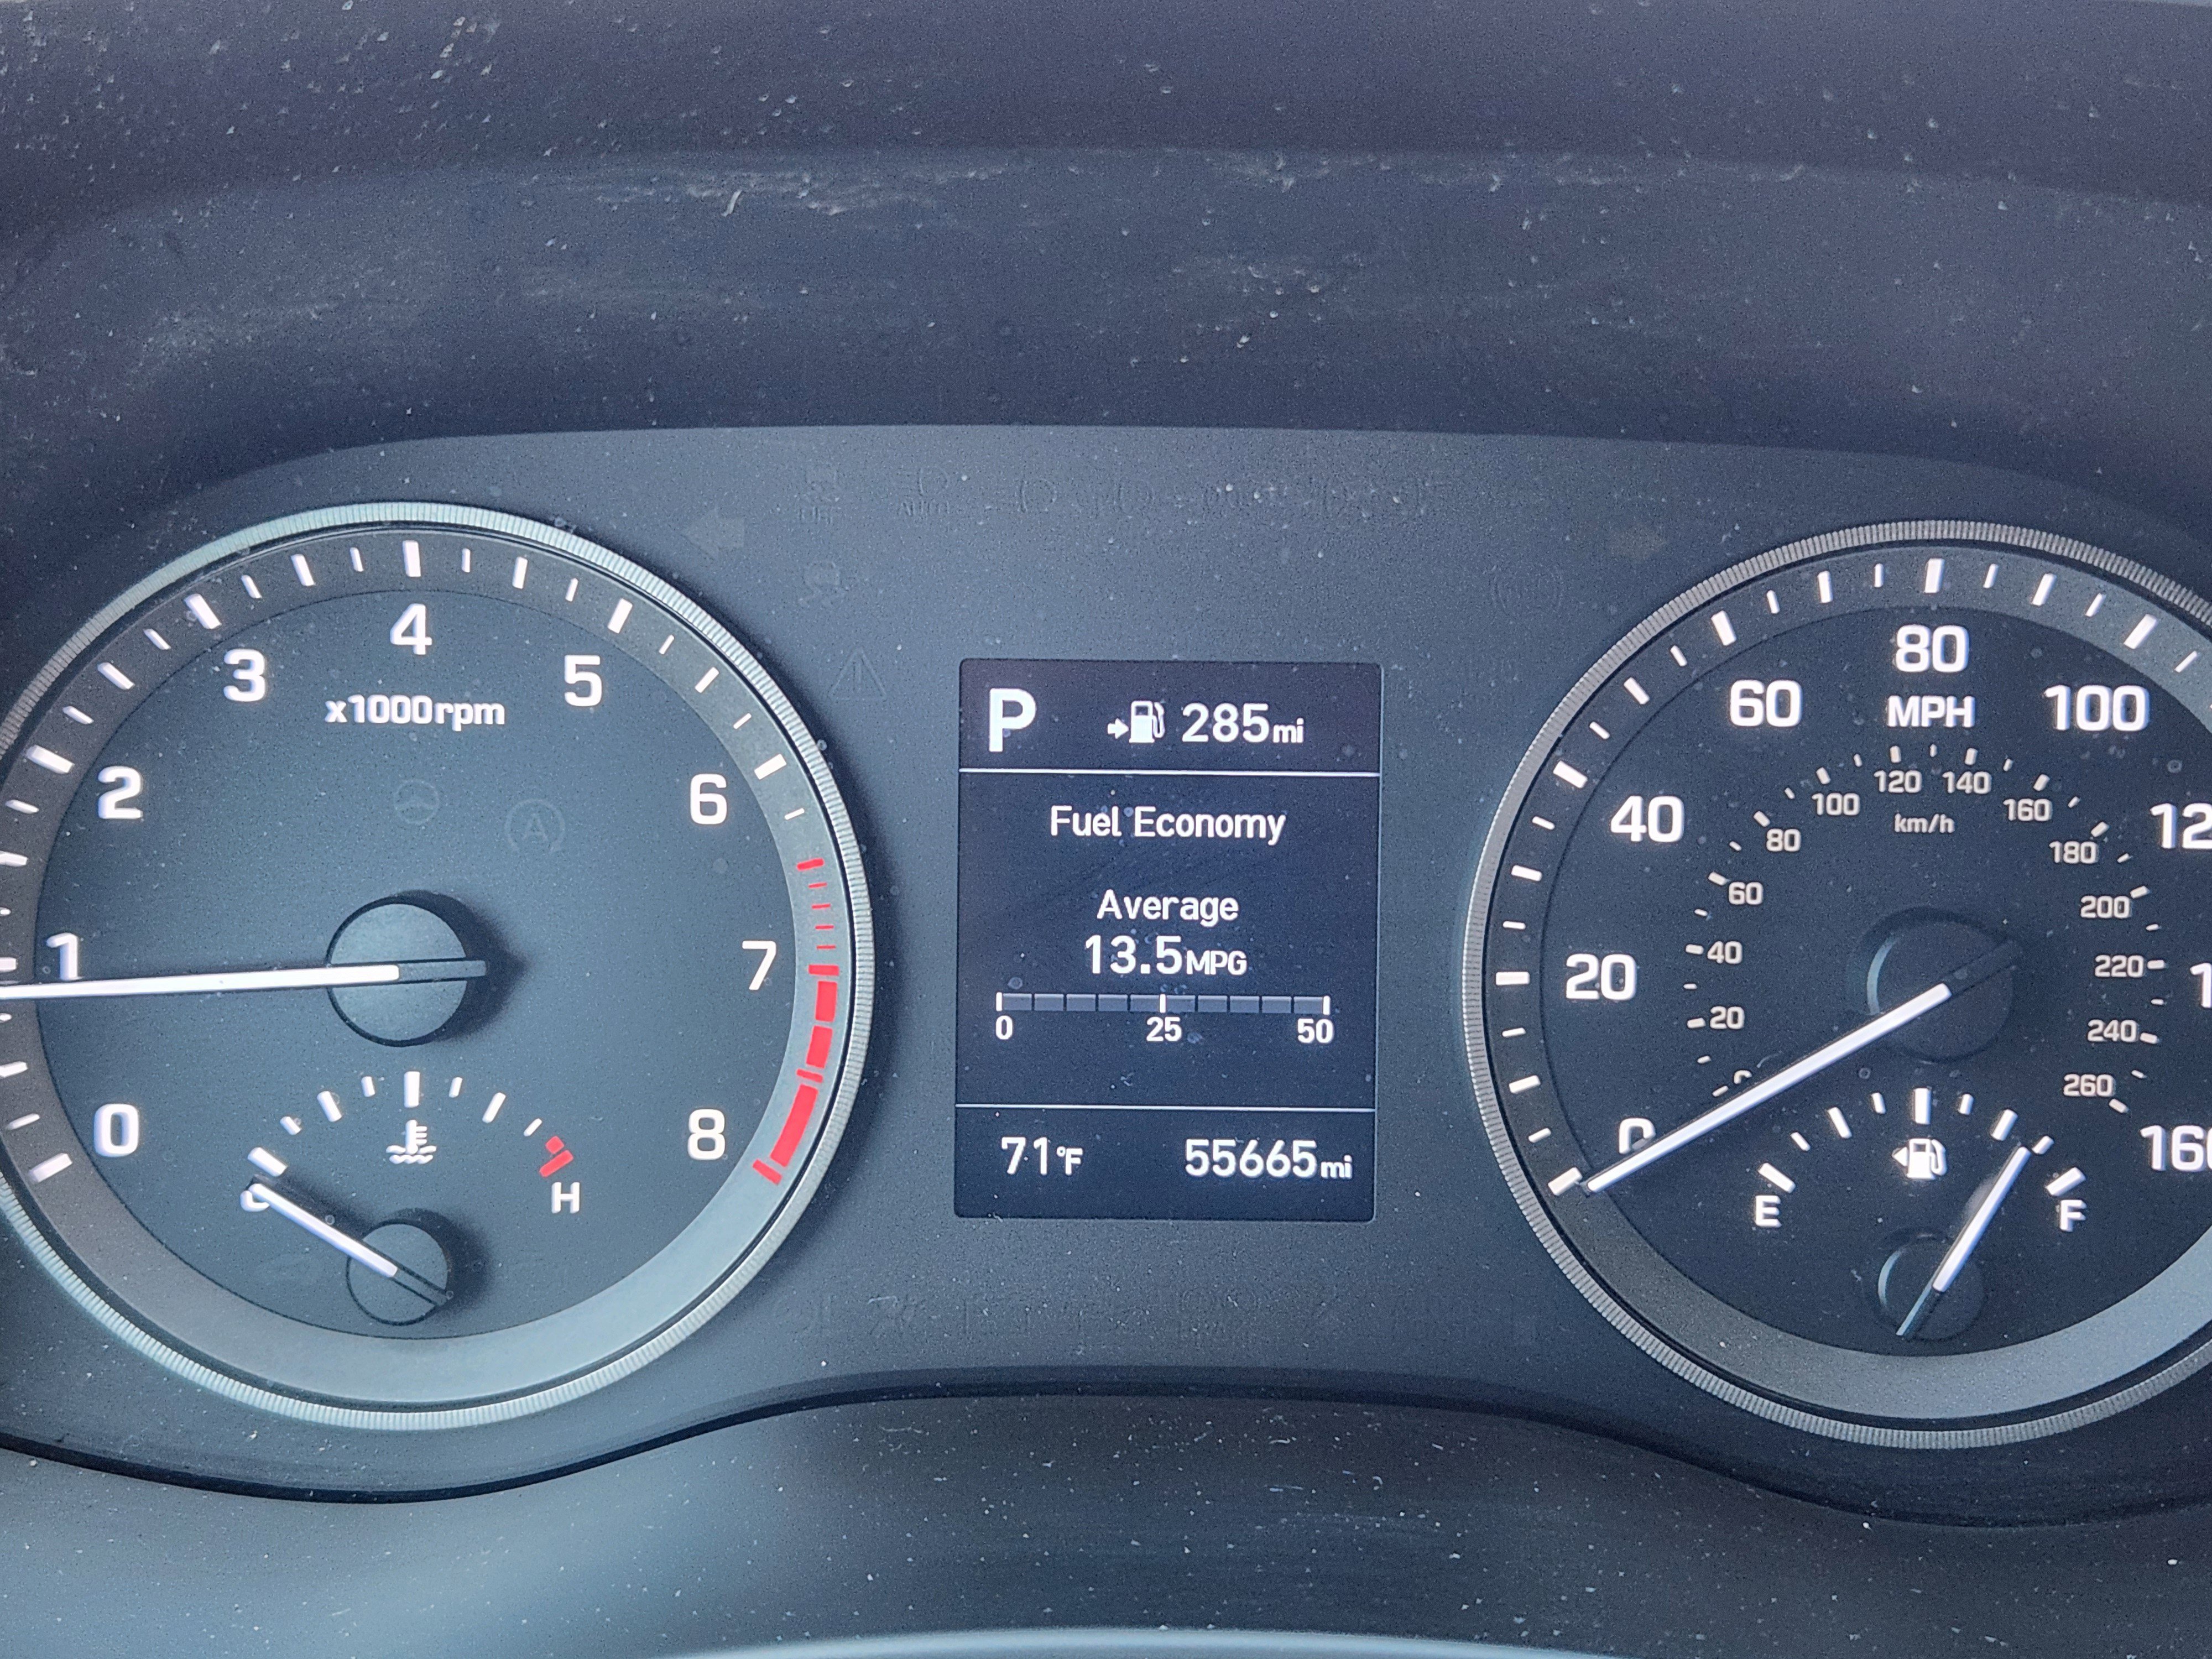 P 285mi
Fuel Economy
Average
13.5MPG
0 25 50
71°F 55665mi
0 1 2 3 4 5 6 7 8
x1000rpm
H
0 20 40 60 80 100 160
MPH
20 40 60 80 100 120 140 160 180 200 220 240 260
km/h
E F
A